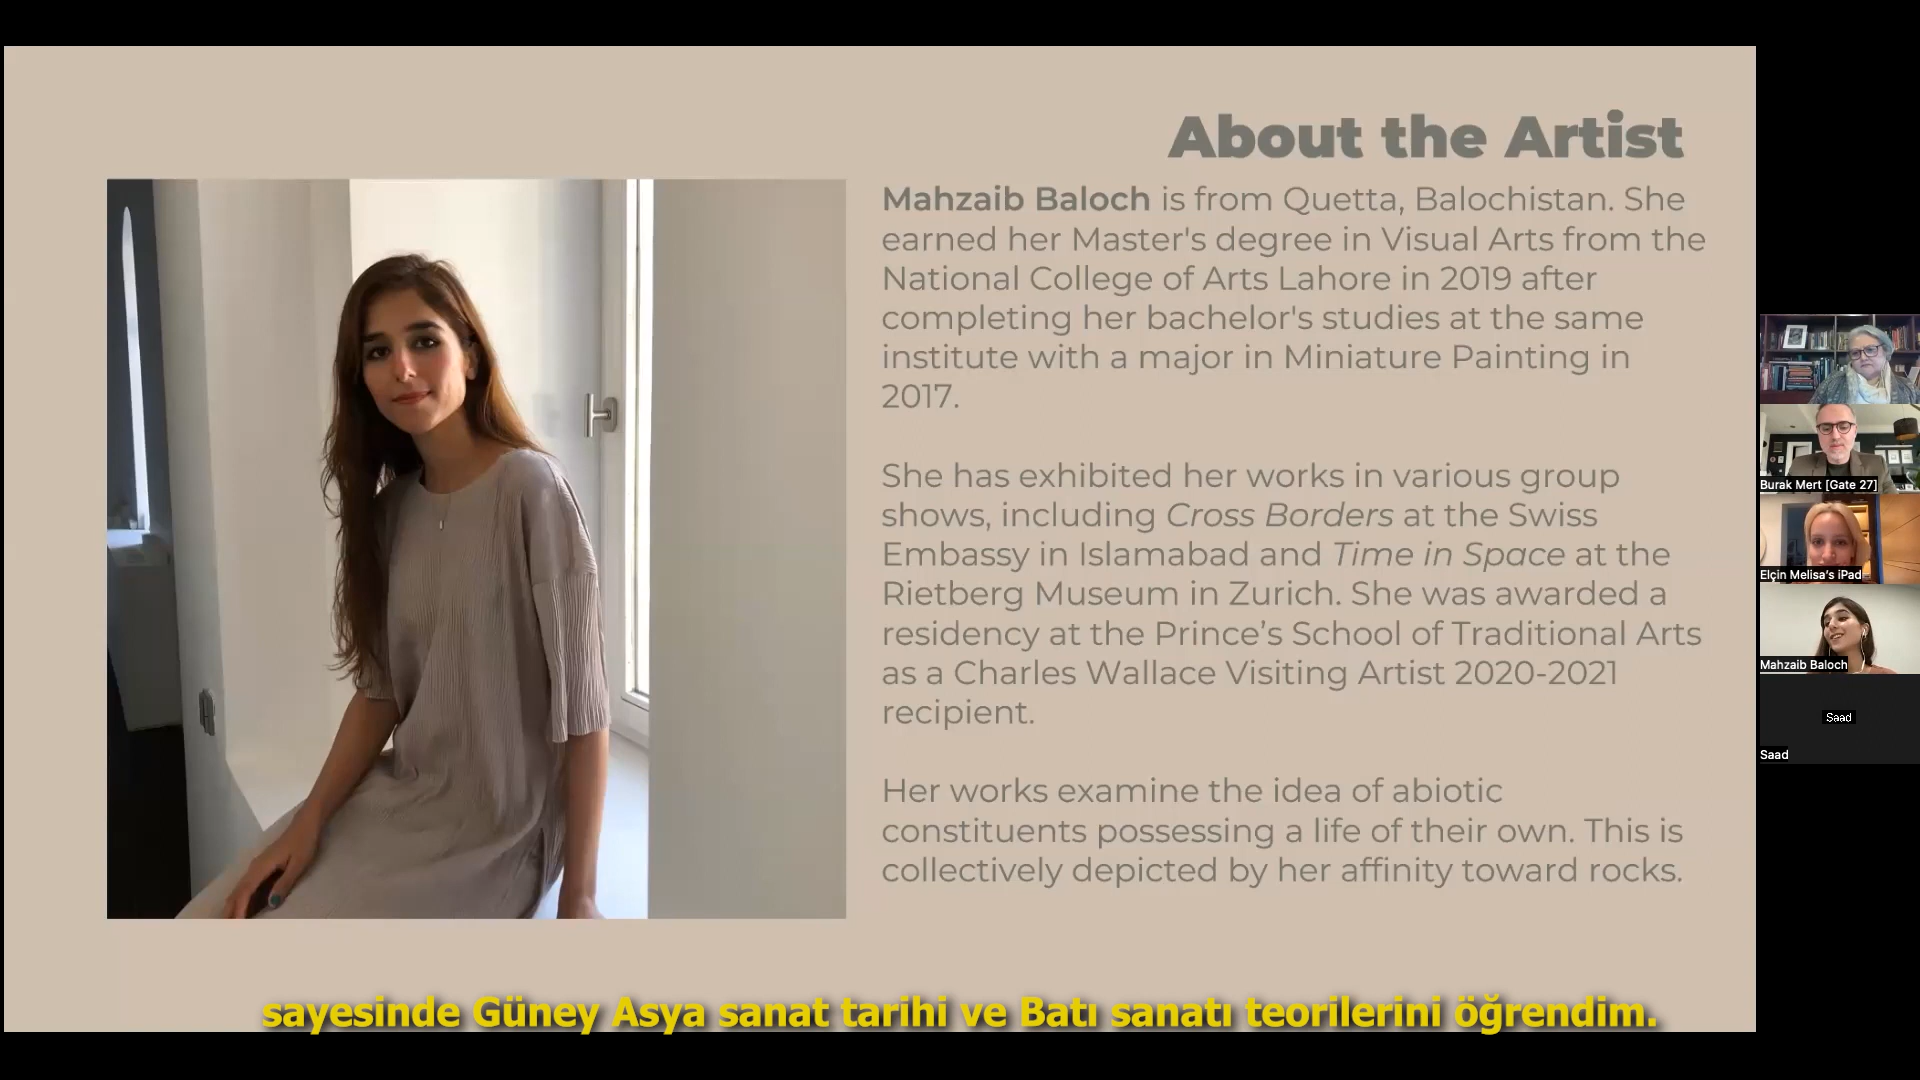 About the Artist
Mahzaib Baloch is from Quetta, Balochistan. She
earned her Master's degree in Visual Arts from the
National College of Arts Lahore in 2019 after
completing her bachelor's studies at the same
institute with a major in Miniature Painting in
2017.
She has exhibited her works in various group
shows, including Cross Borders at the Swiss
Embassy in Islamabad and Time in Space at the
Rietberg Museum in Zurich. She was awarded a
residency at the Prince’s School of Traditional Arts
as a Charles Wallace Visiting Artist 2020-2021
recipient.
Her works examine the idea of abiotic
constituents possessing a life of their own. This is
collectively depicted by her affinity toward rocks.
sayesinde Güney Asya sanat tarihi ve Batı sanatı teorilerini öğrendim.
Burak Mert [Gate 27]
Elçin Melisa’s iPad
Mahzaib Baloch
Saad
Saad